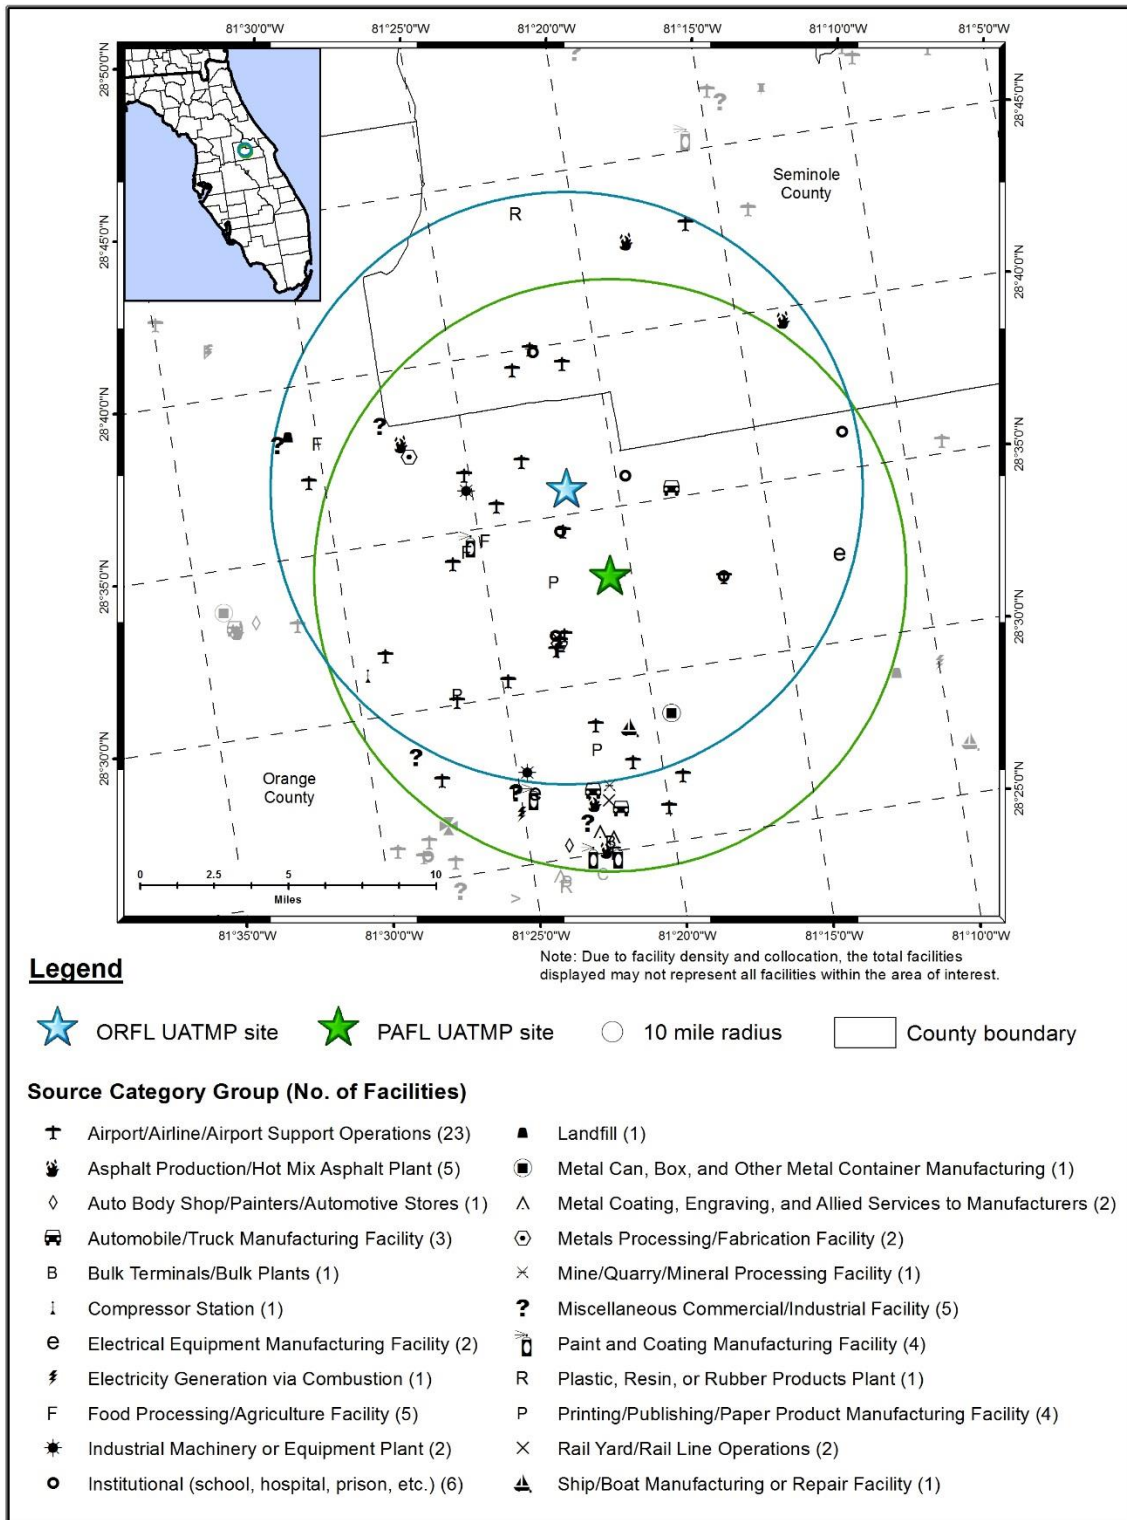 81°30'0"W
81°25'0"W
81°20'0"W
81°15'0"W
81°10'0"W
81°5'0"W
28°50'0"N
28°45'0"N
28°40'0"N
28°35'0"N
28°30'0"N
28°45'0"N
28°40'0"N
28°35'0"N
28°30'0"N
28°25'0"N
Seminole
County
R
F
F
F
P
e
P
P
P
e
B
C
B
R
Orange
County
0 2.5 5 10
Miles
81°35'0"W
81°30'0"W
81°25'0"W
81°20'0"W
81°15'0"W
81°10'0"W
Note: Due to facility density and collocation, the total facilities
displayed may not represent all facilities within the area of interest.
Legend
ORFL UATMP site
PAFL UATMP site
10 mile radius
County boundary
Source Category Group (No. of Facilities)
Airport/Airline/Airport Support Operations (23)
Asphalt Production/Hot Mix Asphalt Plant (5)
Auto Body Shop/Painters/Automotive Stores (1)
Automobile/Truck Manufacturing Facility (3)
B Bulk Terminals/Bulk Plants (1)
Compressor Station (1)
e Electrical Equipment Manufacturing Facility (2)
Electricity Generation via Combustion (1)
F Food Processing/Agriculture Facility (5)
Industrial Machinery or Equipment Plant (2)
Institutional (school, hospital, prison, etc.) (6)
Landfill (1)
Metal Can, Box, and Other Metal Container Manufacturing (1)
Metal Coating, Engraving, and Allied Services to Manufacturers (2)
Metals Processing/Fabrication Facility (2)
Mine/Quarry/Mineral Processing Facility (1)
? Miscellaneous Commercial/Industrial Facility (5)
Paint and Coating Manufacturing Facility (4)
R Plastic, Resin, or Rubber Products Plant (1)
P Printing/Publishing/Paper Product Manufacturing Facility (4)
Rail Yard/Rail Line Operations (2)
Ship/Boat Manufacturing or Repair Facility (1)